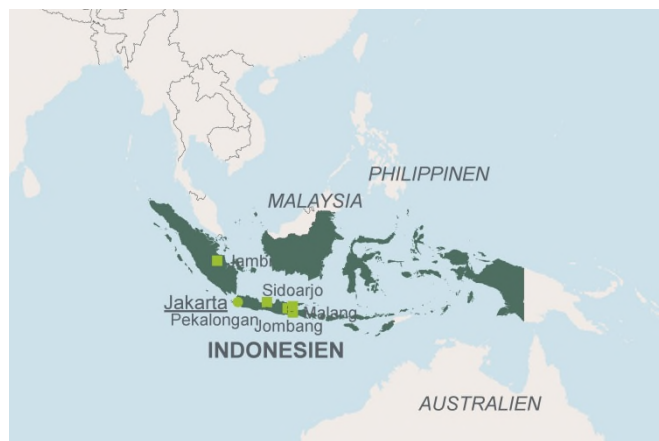 PHILIPPINEN
MALAYSIA
Jambi
Sidoarjo
Jakarta
Malang
Pekalongan
Jombang
INDONESIEN
AUSTRALIEN